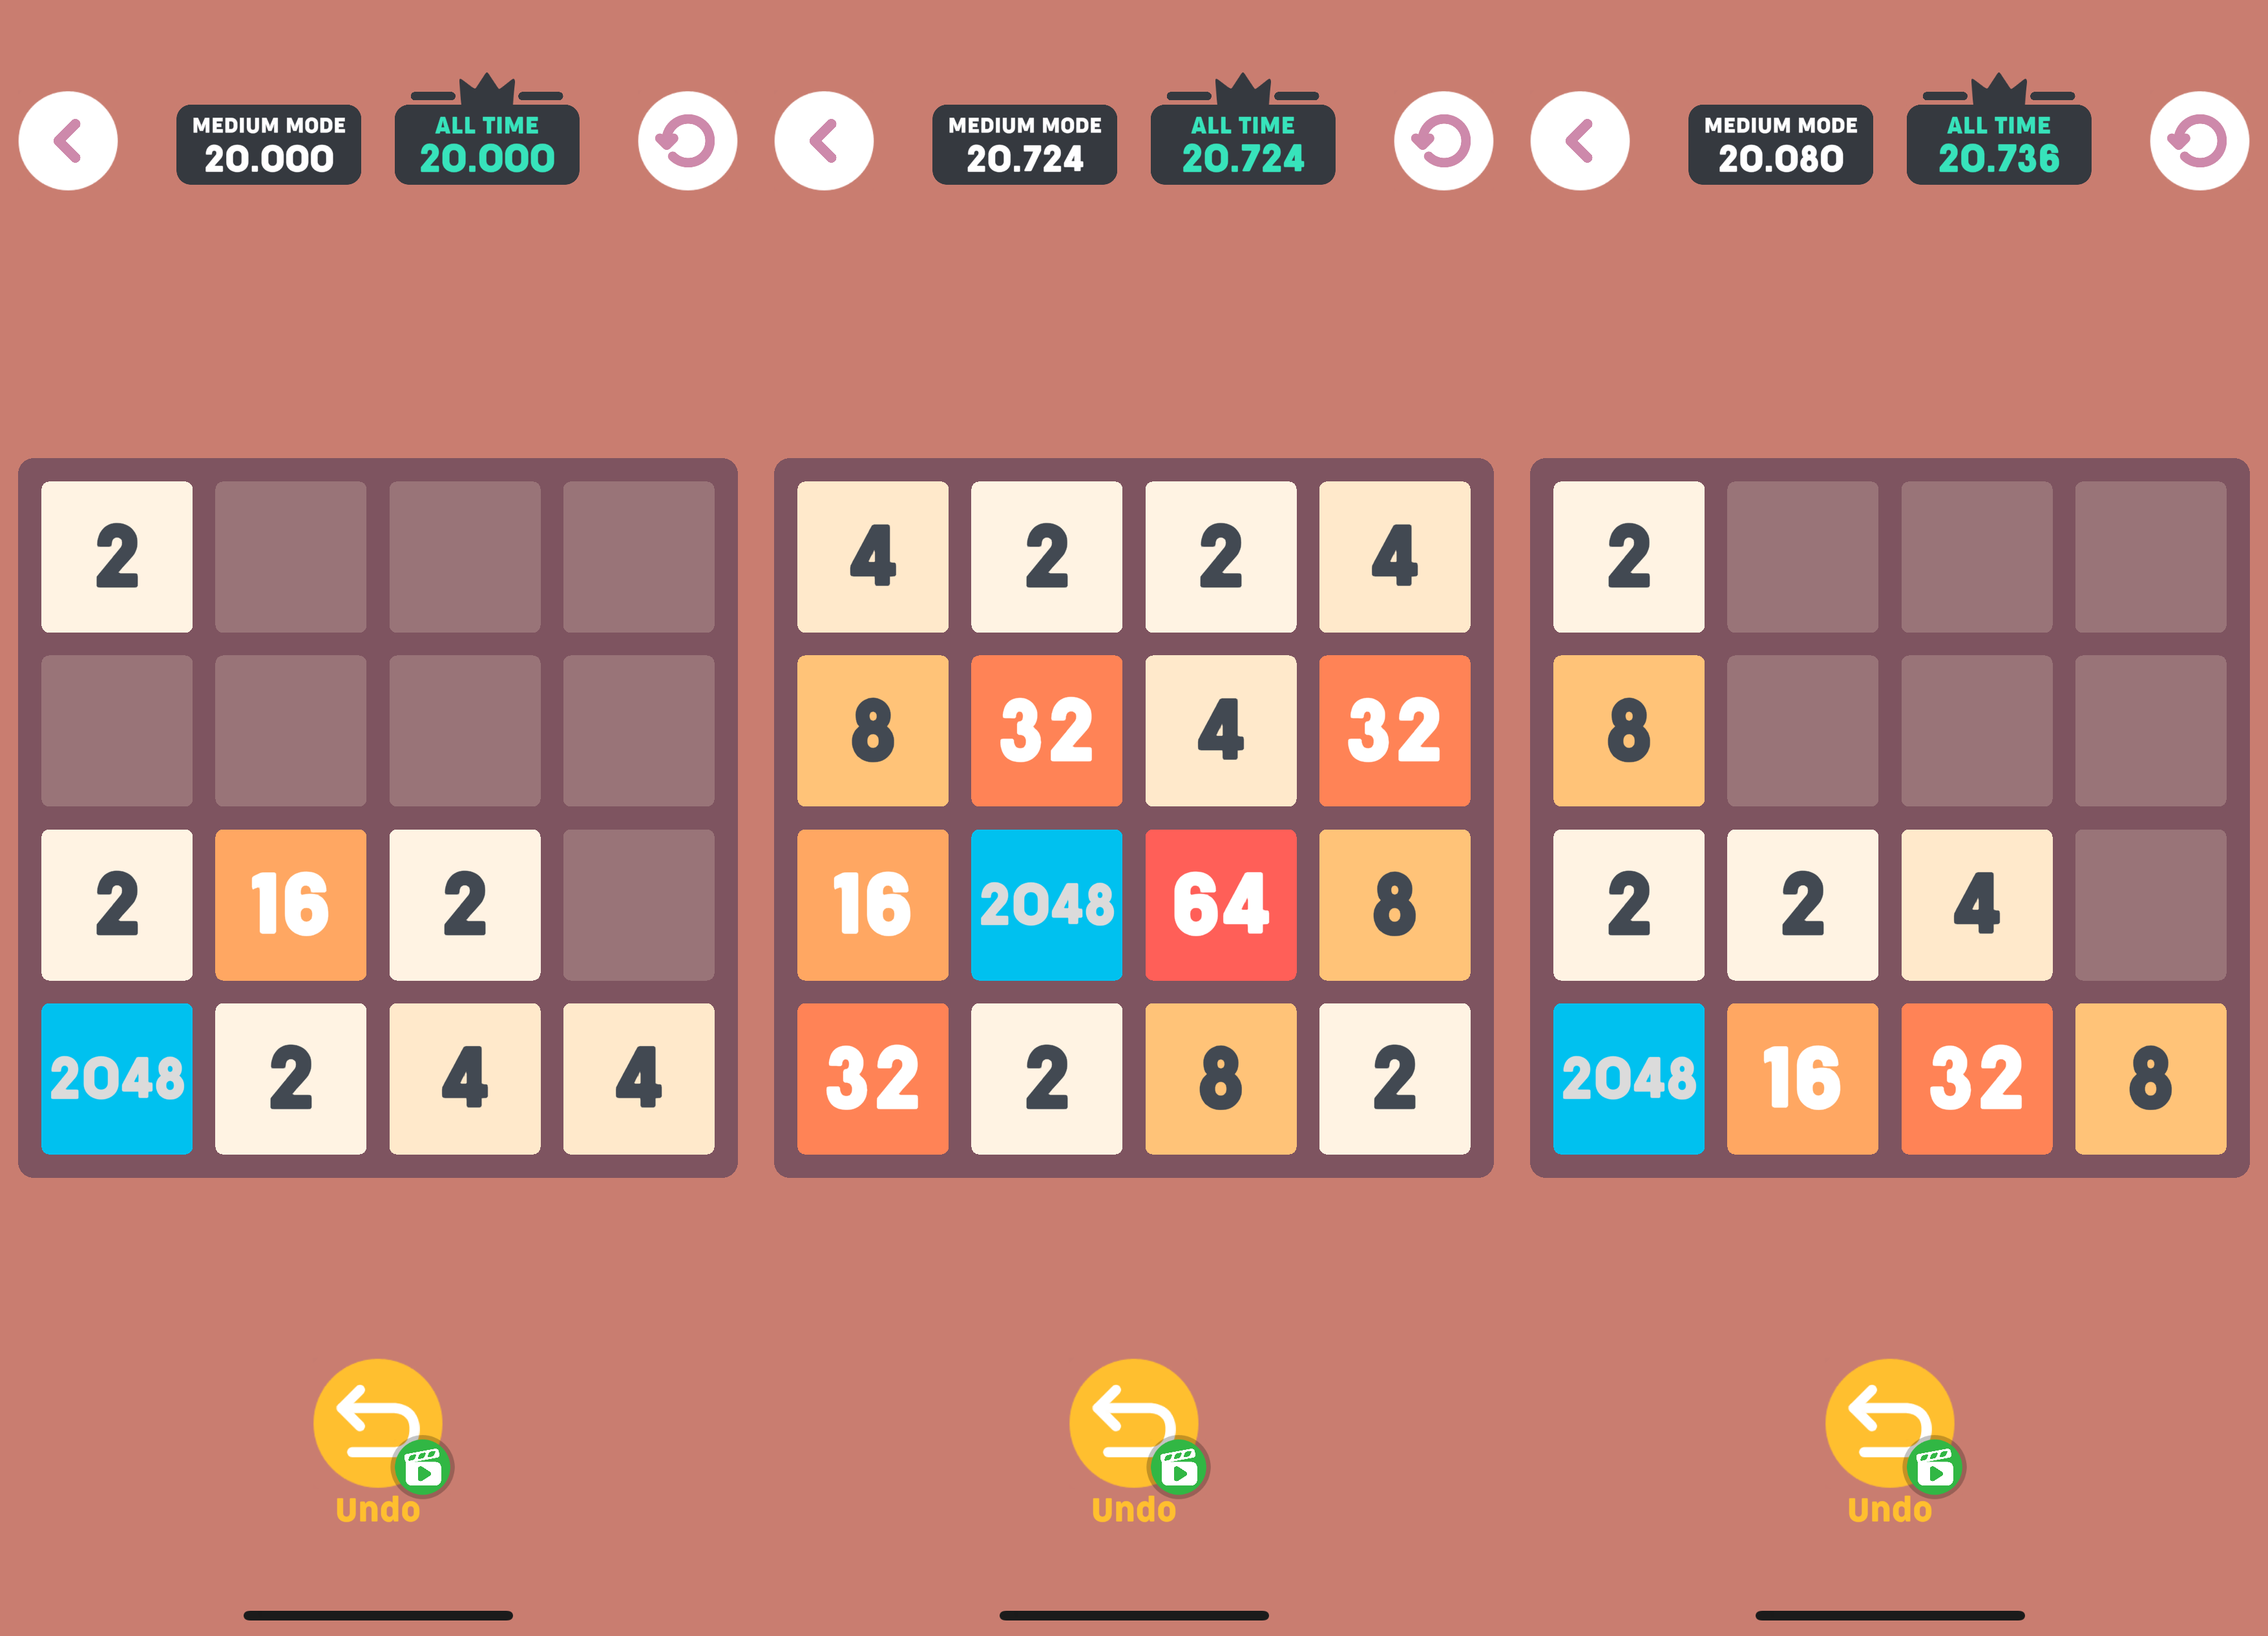 MEDIUM MODE
20.000
ALL TIME
20.000
2
2 16 2
2048 2 4 4
Undo
MEDIUM MODE
20.724
ALL TIME
20.724
4 2 2 4
8 32 4 32
16 2048 64 8
32 2 8 2
Undo
MEDIUM MODE
20.080
ALL TIME
20.736
2
8
2 2 4
2048 16 32 8
Undo